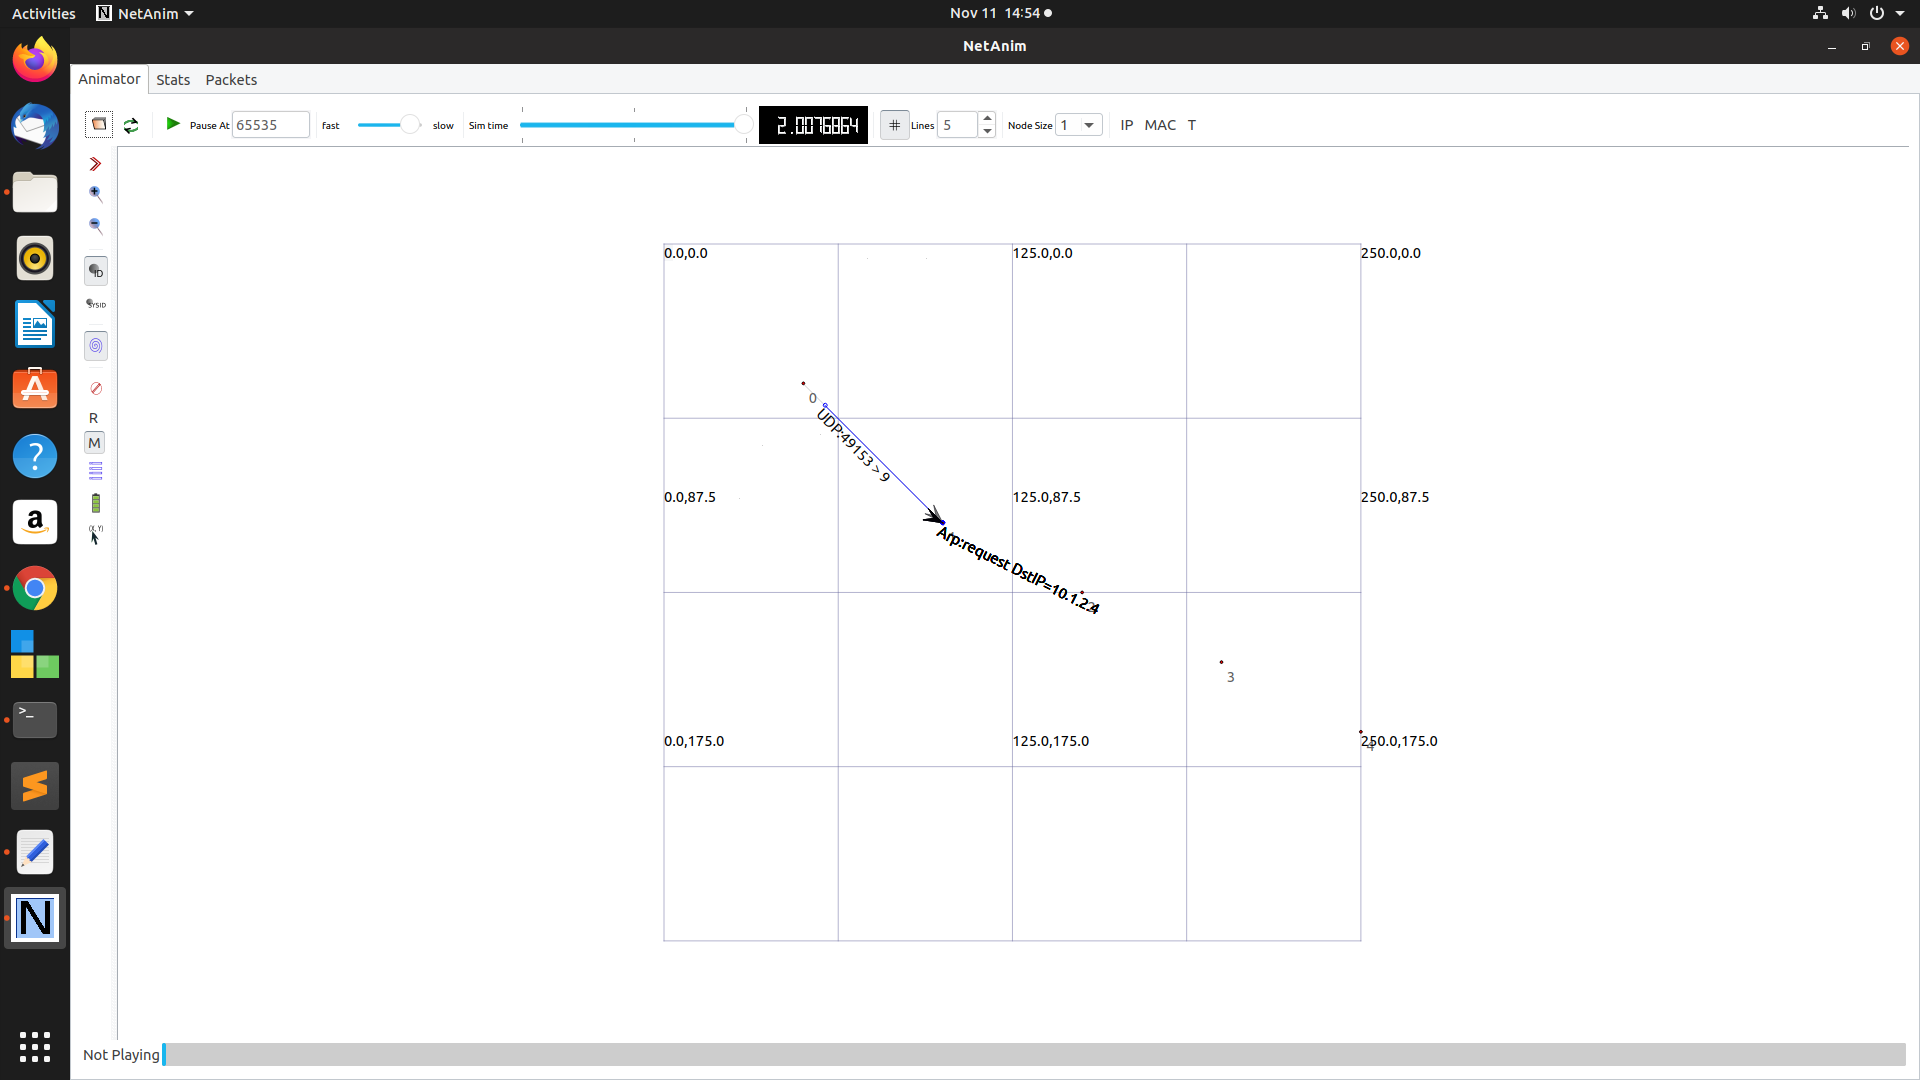 Activities NetAnim Nov 11 14:54
NetAnim
Animator Stats Packets
Pause At 65535 fast slow Sim time 2.0076864 # Lines 5 Node Size 1 IP MAC T
ID
SYSID
R
M
(X, Y)
0.0,0.0 125.0,0.0 250.0,0.0
0
UDP:49153 > 9
0.0,87.5 125.0,87.5 250.0,87.5
Arp:request DstIP=10.1.2.4
3
0.0,175.0 125.0,175.0 250.0,175.0
4
Not Playing